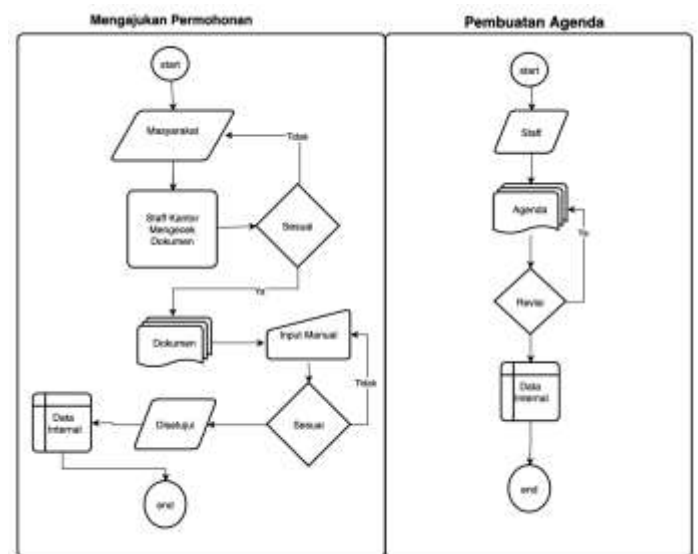 Mengajukan Permohonan
start
Masyarakat
Tidak
Staff Kantor
Mengecek
Dokumen
Sesuai
Ya
Dokumen
Input Manual
Tidak
Sesuai
Disetujui
Data
Internal
end
Pembuatan Agenda
start
Staff
Agenda
Ya
Revisi
Data
Internal
end